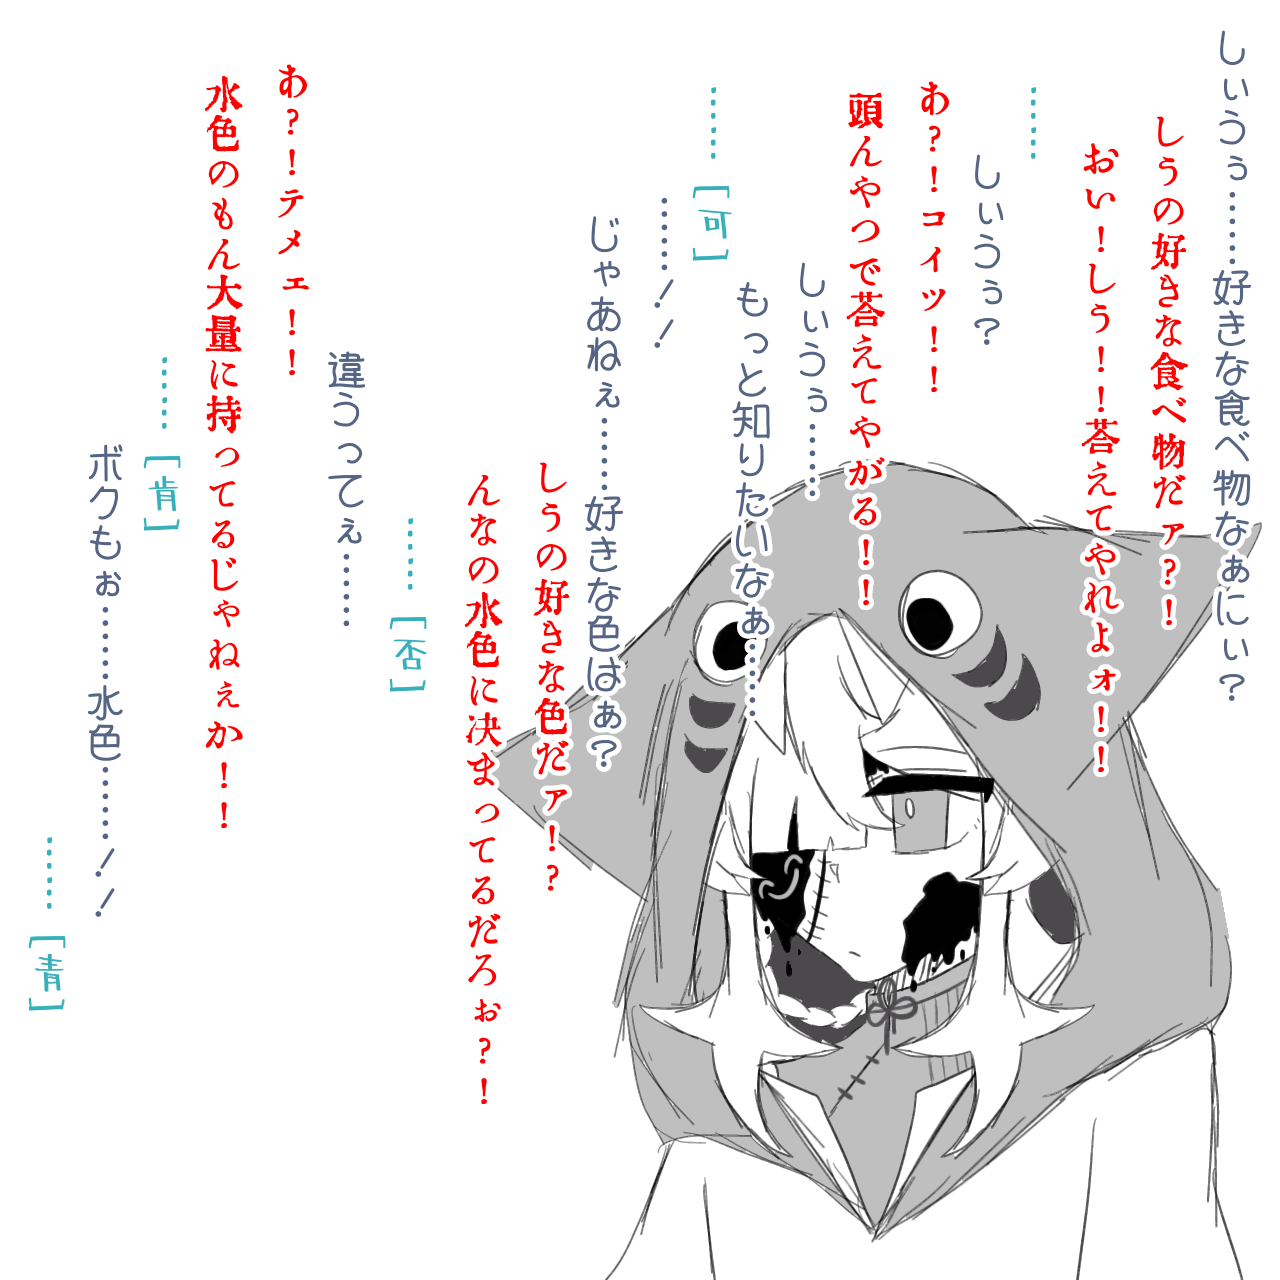 しぃうぅ……好きな食べ物なぁにぃ？
しうの好きな食べ物だァ？！
おい！しう！！答えてやれよォ！！
……
しぃうぅ？
あ？！コイツ！！
頭んやつで答えてやがる！！
しぃうぅ……
もっと知りたいなぁ……
……［可］
……！！
じゃあねぇ……好きな色はぁ？
しうの好きな色だァ！？
んなの水色に決まってるだろぉ？！
……［否］
違うってぇ……
あ？！テメェ！！
水色のもん大量に持ってるじゃねぇか！！
……［肯］
ボクもぉ………水色………！！
……［青］